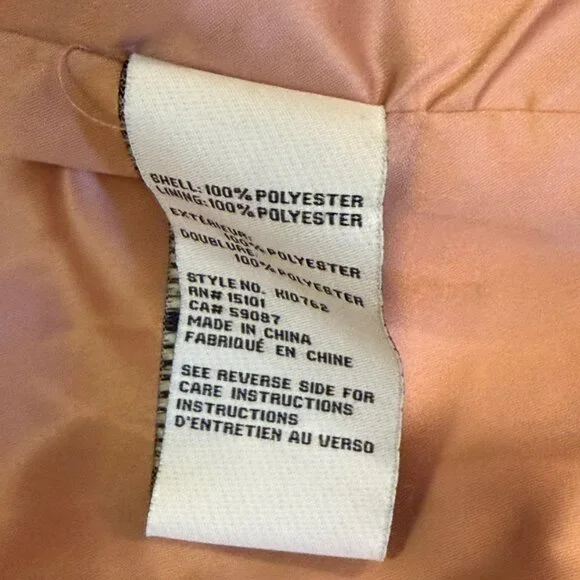 SHELL: 100% POLYESTER
LINING: 100% POLYESTER
EXTÉRIEUR:
100% POLYESTER
DOUBLURE:
100% POLYESTER
STYLE NO. K10762
RN# 15101
CA# 59087
MADE IN CHINA
FABRIQUÉ EN CHINE
SEE REVERSE SIDE FOR
CARE INSTRUCTIONS
INSTRUCTIONS
D'ENTRETIEN AU VERSO